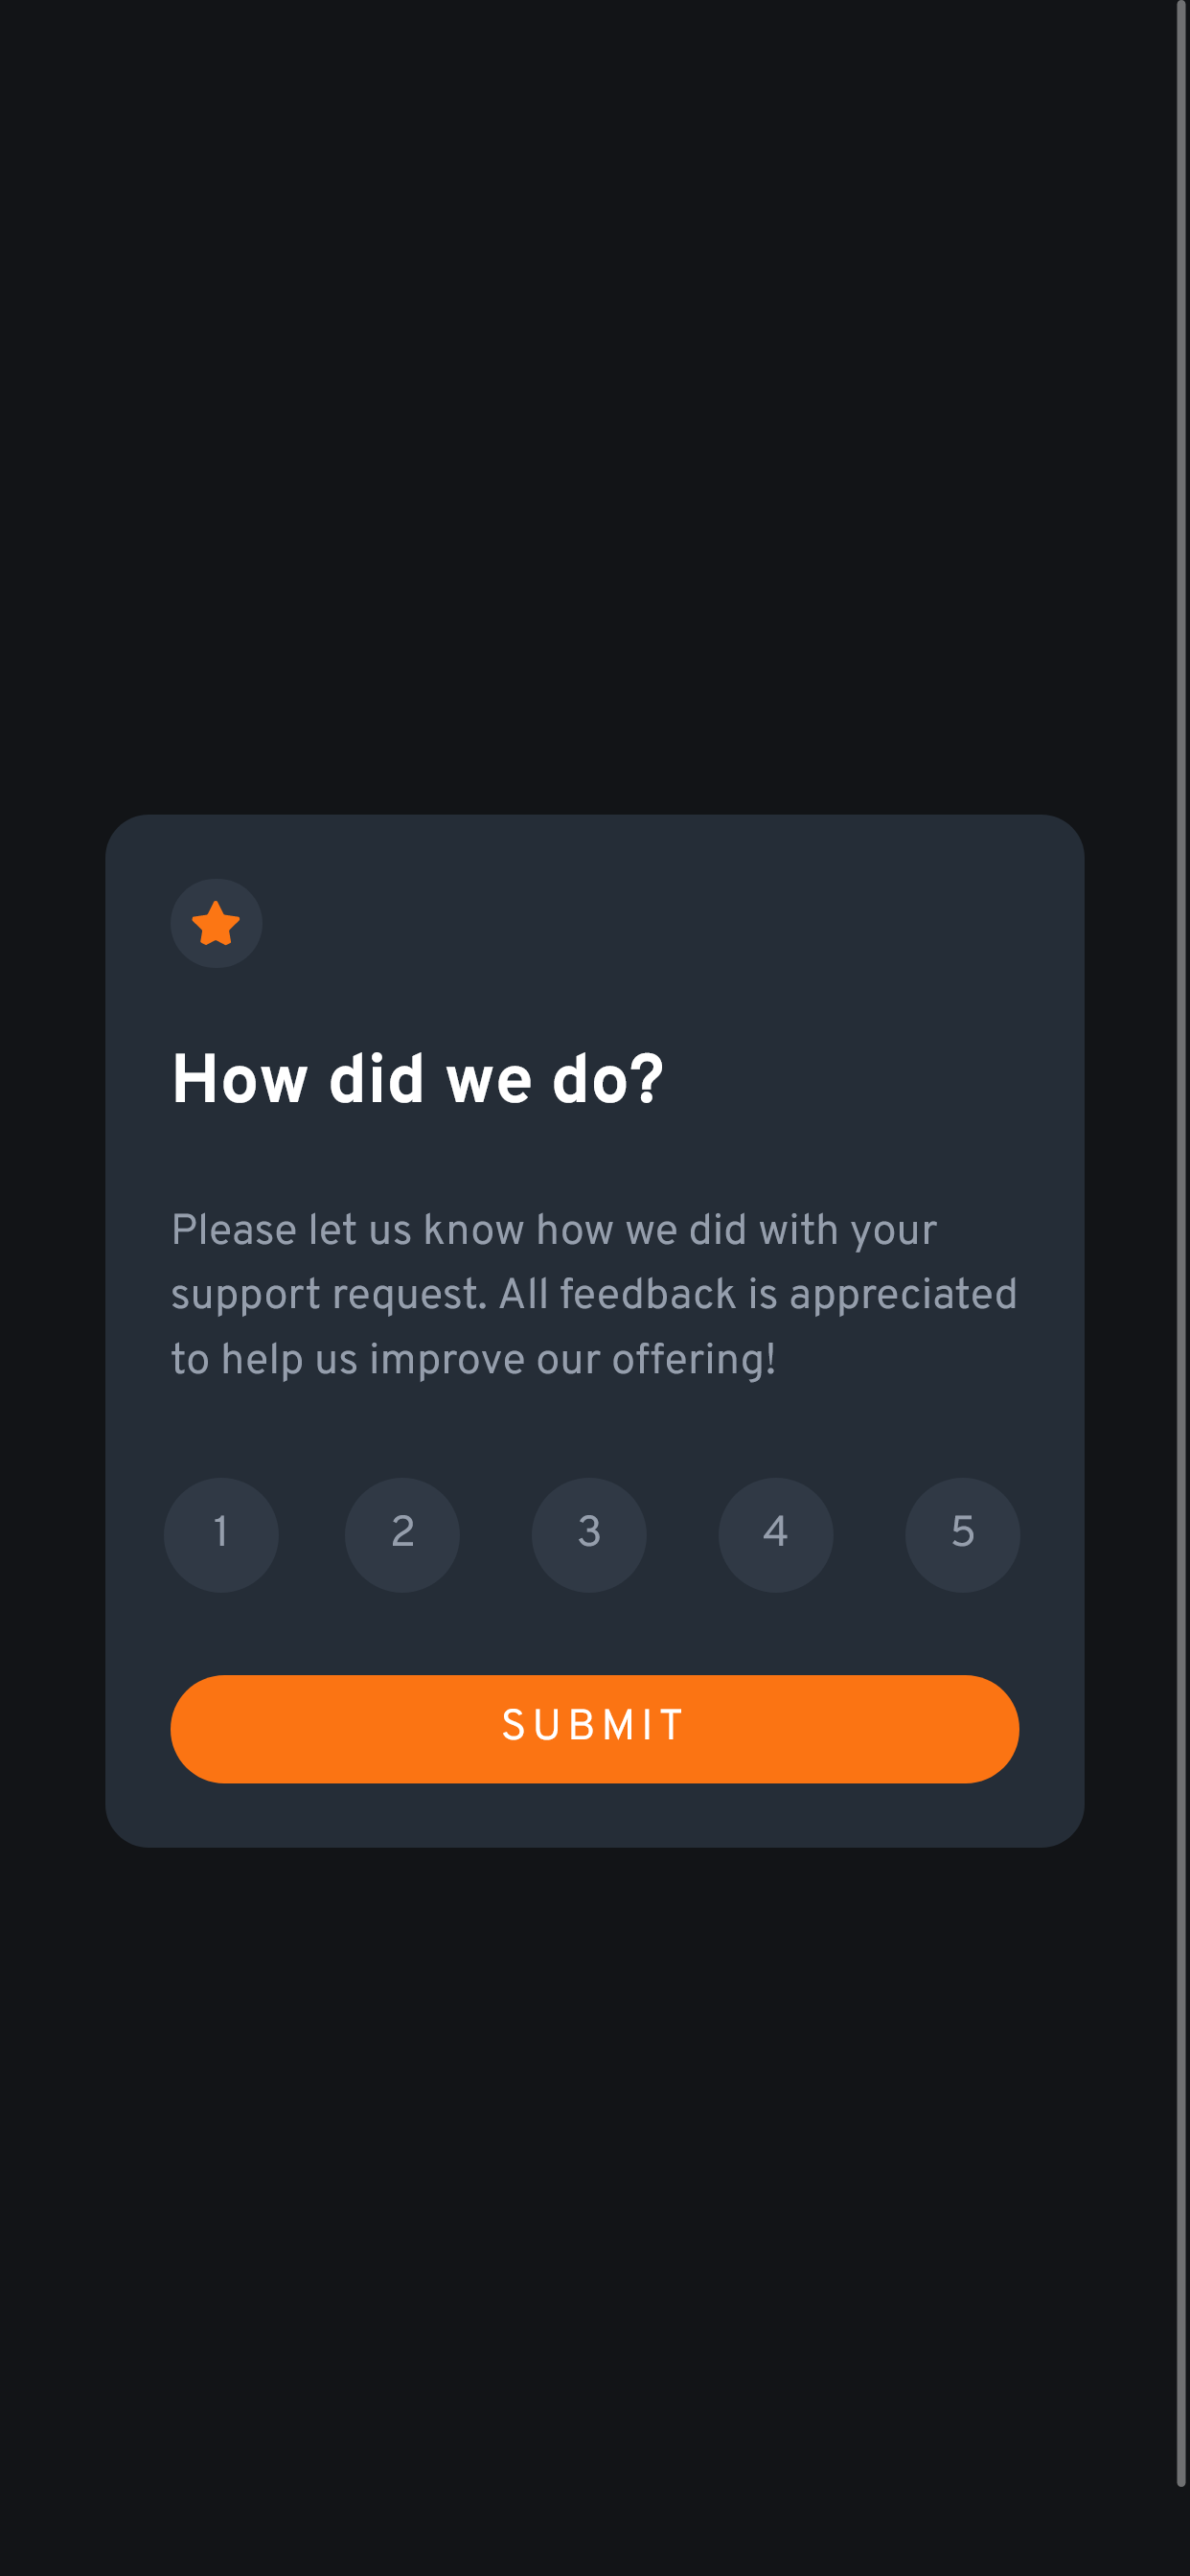 How did we do?
Please let us know how we did with your
support request. All feedback is appreciated
to help us improve our offering!
1 2 3 4 5
SUBMIT